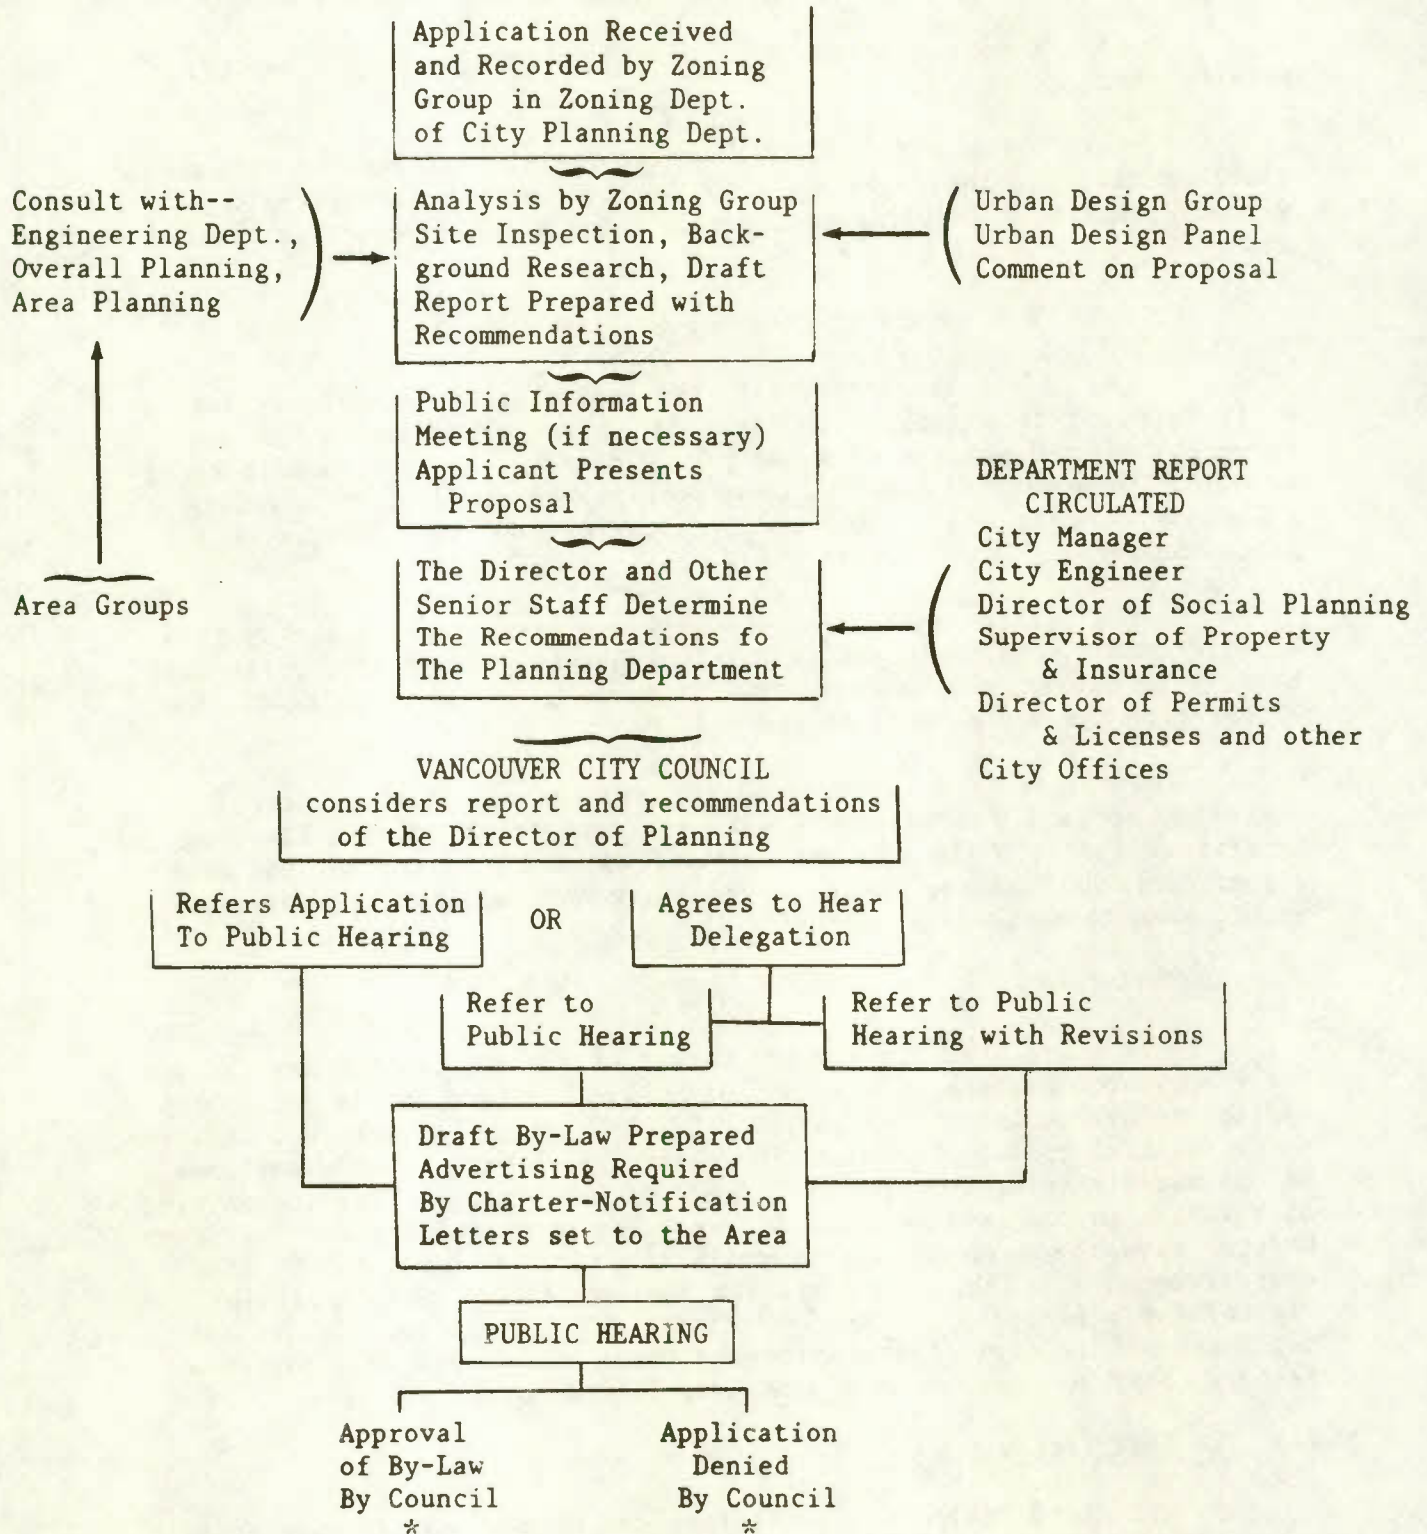 Application Received
and Recorded by Zoning
Group in Zoning Dept.
of City Planning Dept.
Consult with--
Engineering Dept.,
Overall Planning,
Area Planning
Analysis by Zoning Group
Site Inspection, Back-
ground Research, Draft
Report Prepared with
Recommendations
Urban Design Group
Urban Design Panel
Comment on Proposal
Public Information
Meeting (if necessary)
Applicant Presents
Proposal
Area Groups
The Director and Other
Senior Staff Determine
The Recommendations fo
The Planning Department
DEPARTMENT REPORT
CIRCULATED
City Manager
City Engineer
Director of Social Planning
Supervisor of Property
& Insurance
Director of Permits
& Licenses and other
City Offices
VANCOUVER CITY COUNCIL
considers report and recommendations
of the Director of Planning
Refers Application
To Public Hearing
OR
Agrees to Hear
Delegation
Refer to
Public Hearing
Refer to Public
Hearing with Revisions
Draft By-Law Prepared
Advertising Required
By Charter-Notification
Letters set to the Area
PUBLIC HEARING
Approval
of By-Law
By Council
*
Application
Denied
By Council
*